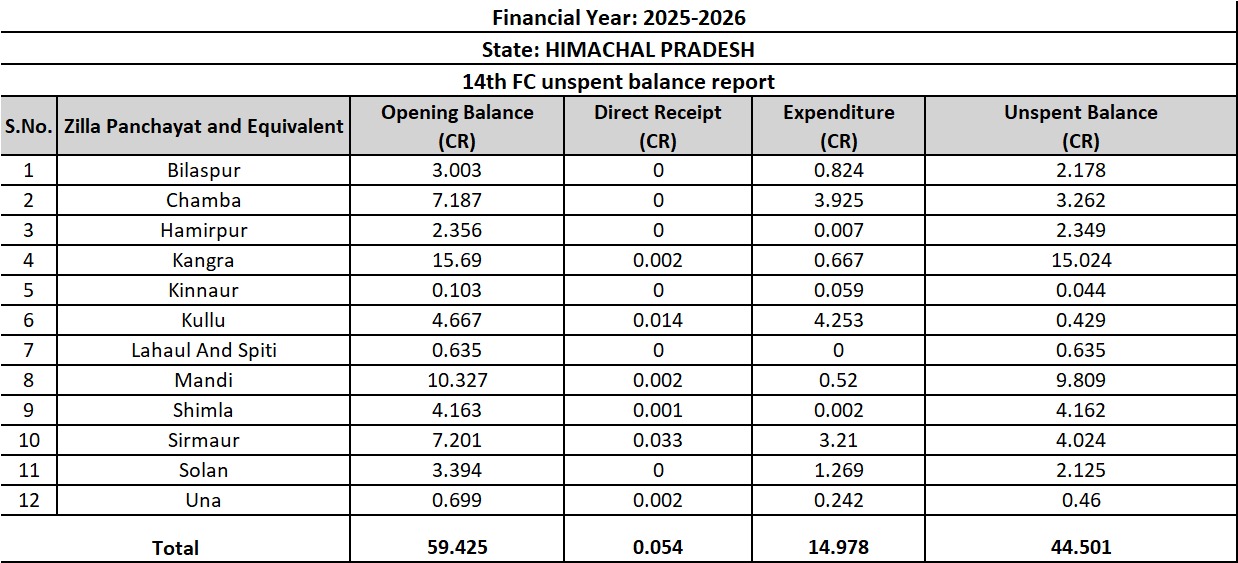 Financial Year: 2025-2026
State: HIMACHAL PRADESH
14th FC unspent balance report
S.No. Zilla Panchayat and Equivalent Opening Balance (CR) Direct Receipt (CR) Expenditure (CR) Unspent Balance (CR)
1 Bilaspur 3.003 0 0.824 2.178
2 Chamba 7.187 0 3.925 3.262
3 Hamirpur 2.356 0 0.007 2.349
4 Kangra 15.69 0.002 0.667 15.024
5 Kinnaur 0.103 0 0.059 0.044
6 Kullu 4.667 0.014 4.253 0.429
7 Lahaul And Spiti 0.635 0 0 0.635
8 Mandi 10.327 0.002 0.52 9.809
9 Shimla 4.163 0.001 0.002 4.162
10 Sirmaur 7.201 0.033 3.21 4.024
11 Solan 3.394 0 1.269 2.125
12 Una 0.699 0.002 0.242 0.46
Total 59.425 0.054 14.978 44.501